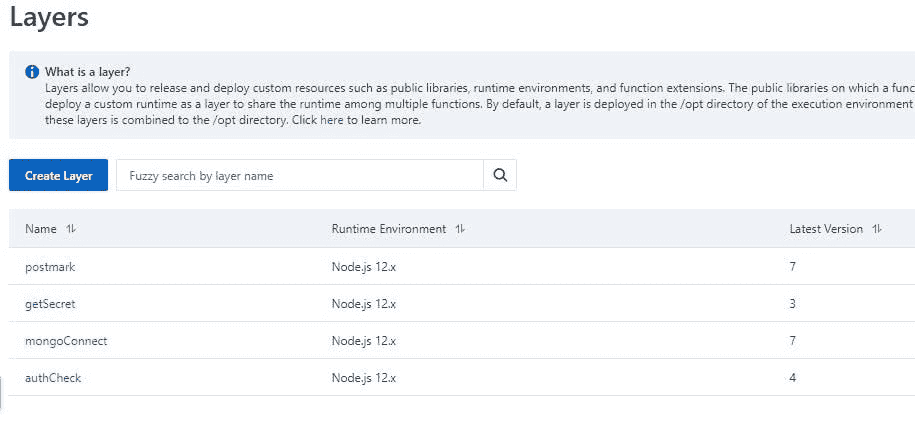 Layers
What is a layer?
Layers allow you to release and deploy custom resources such as public libraries, runtime environments, and function extensions. The public libraries on which a func
deploy a custom runtime as a layer to share the runtime among multiple functions. By default, a layer is deployed in the /opt directory of the execution environment
these layers is combined to the /opt directory. Click here to learn more.
Create Layer Fuzzy search by layer name
Name Runtime Environment Latest Version
postmark Node.js 12.x 7
getSecret Node.js 12.x 3
mongoConnect Node.js 12.x 7
authCheck Node.js 12.x 4